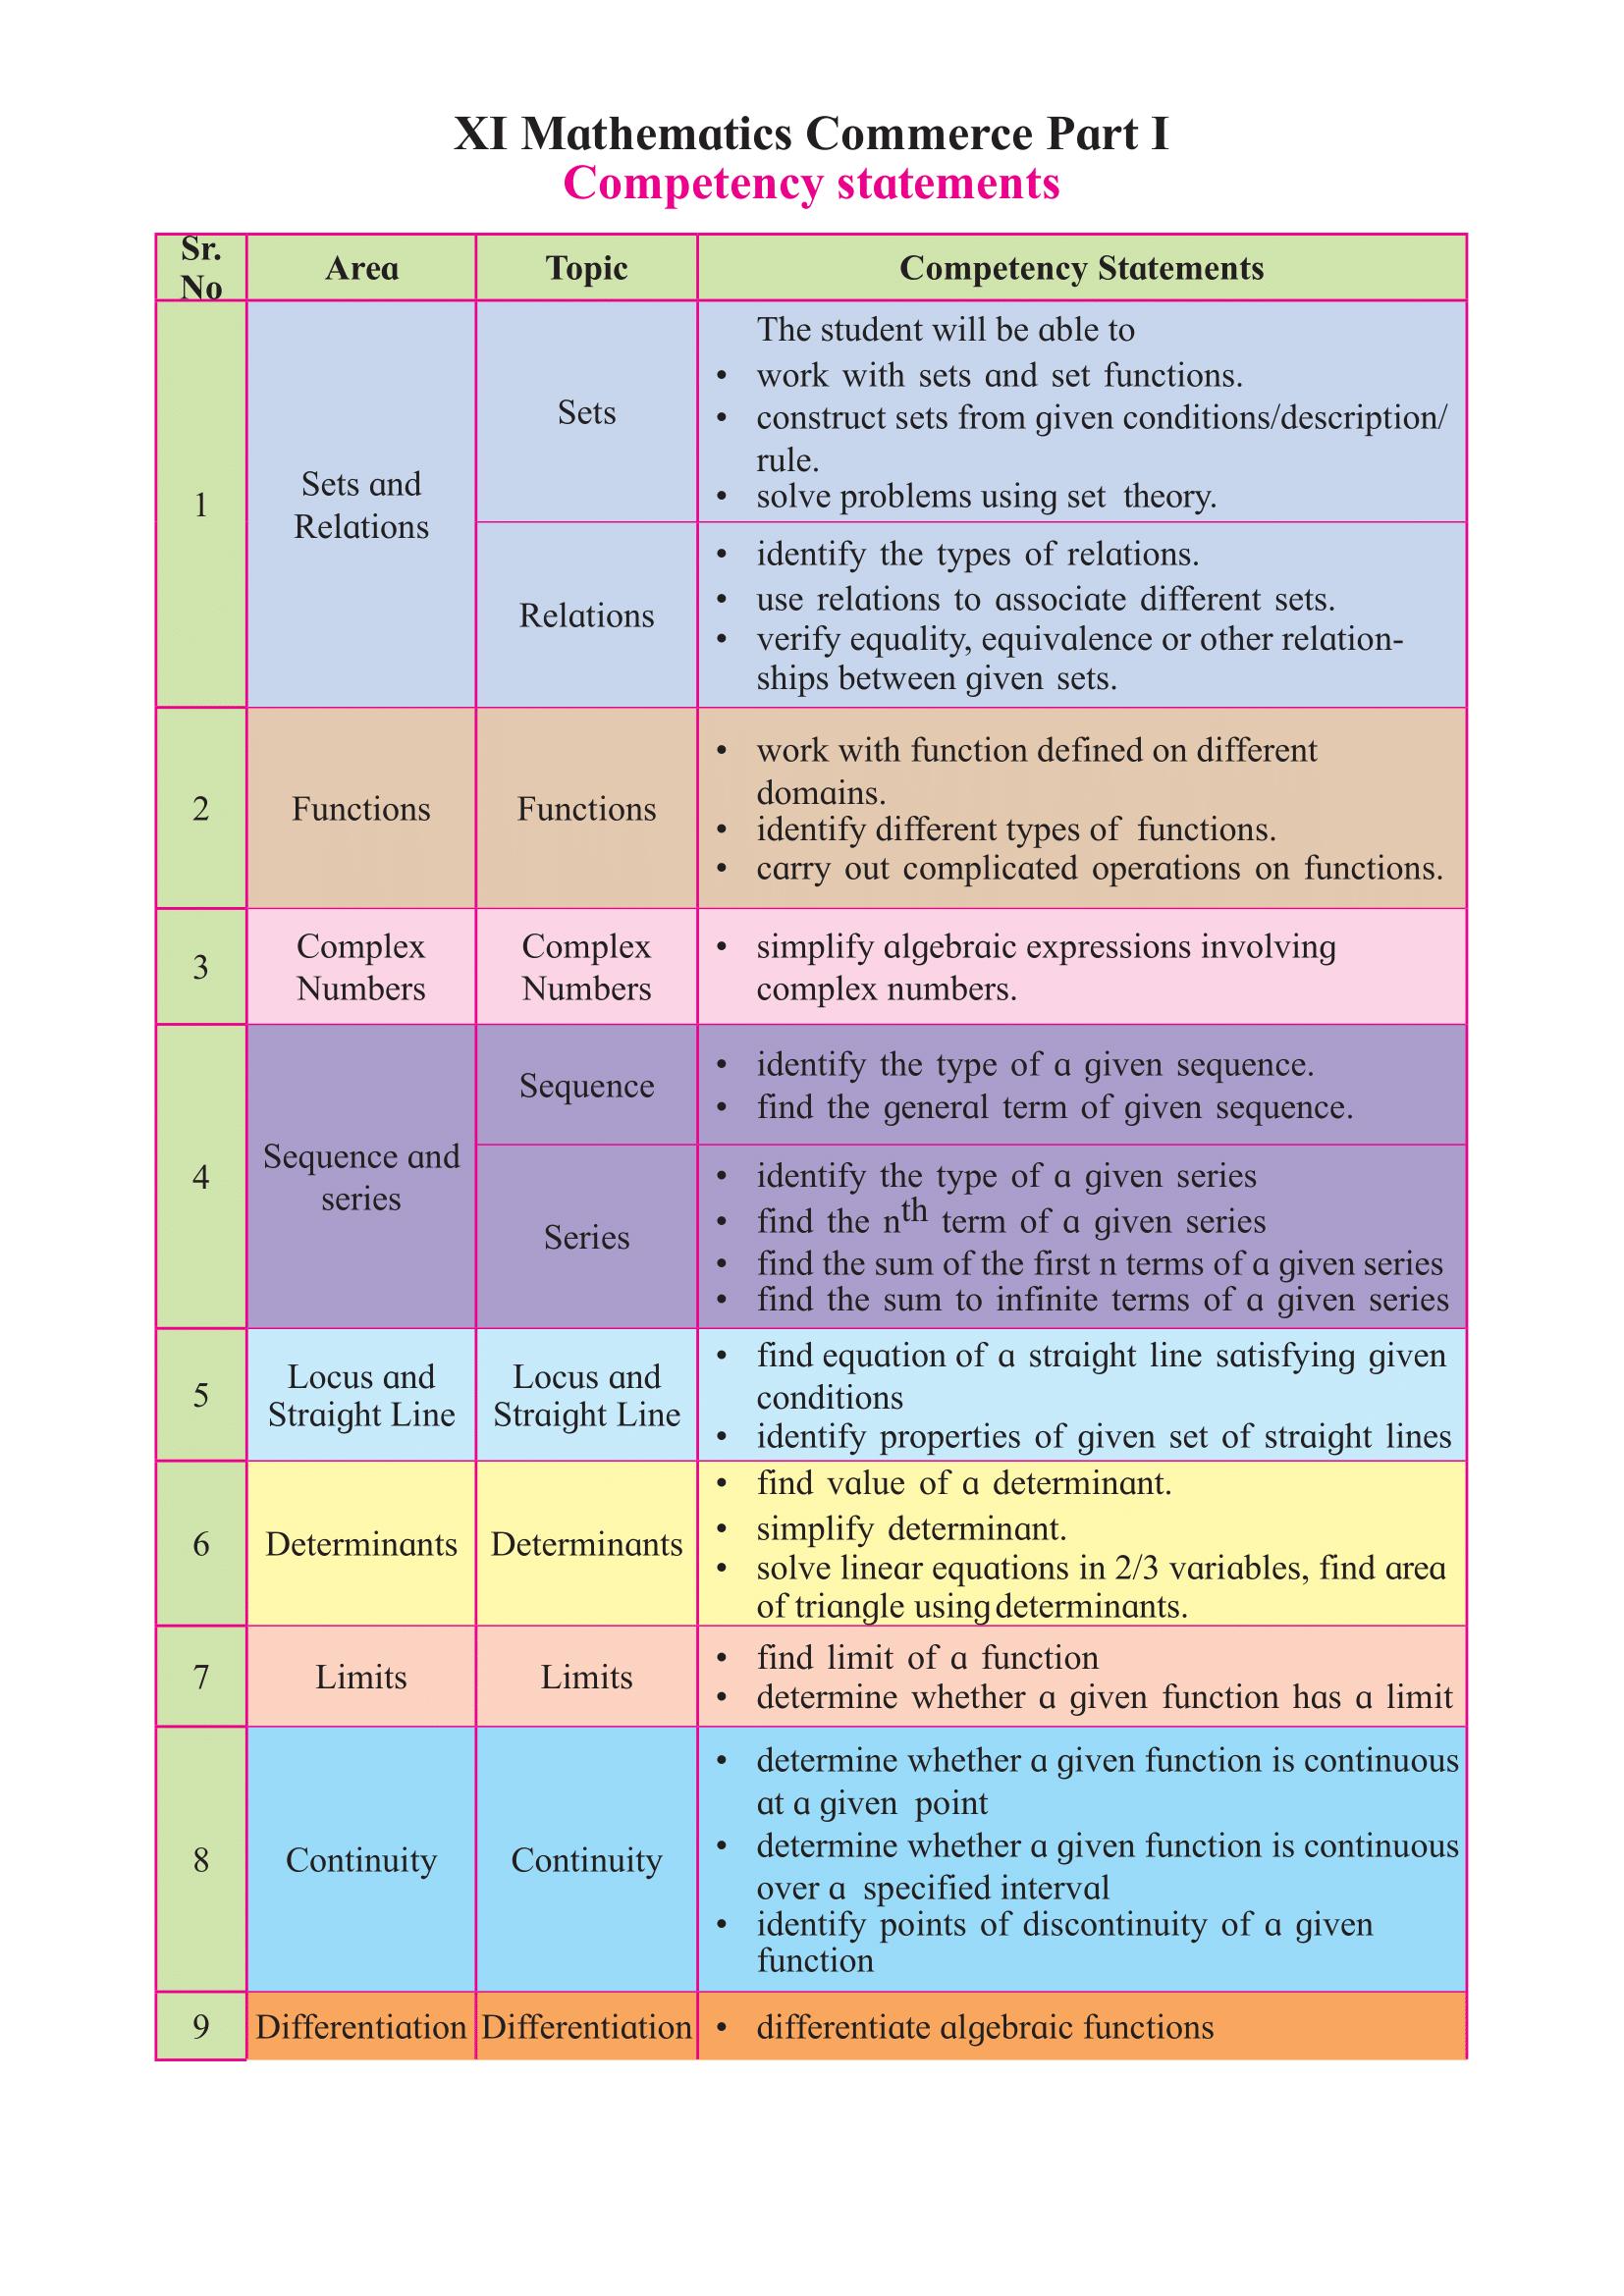 XI Mathematics Commerce Part I
Competency statements
Sr.
No
Area
Topic
Competency Statements
1
Sets and
Relations
Sets
The student will be able to
• work with sets and set functions.
• construct sets from given conditions/description/
rule.
• solve problems using set theory.
Relations
• identify the types of relations.
• use relations to associate different sets.
• verify equality, equivalence or other relation-
ships between given sets.
2
Functions
Functions
• work with function defined on different
domains.
• identify different types of functions.
• carry out complicated operations on functions.
3
Complex
Numbers
Complex
Numbers
• simplify algebraic expressions involving
complex numbers.
4
Sequence and
series
Sequence
• identify the type of a given sequence.
• find the general term of given sequence.
Series
• identify the type of a given series
• find the nth term of a given series
• find the sum of the first n terms of a given series
• find the sum to infinite terms of a given series
5
Locus and
Straight Line
Locus and
Straight Line
• find equation of a straight line satisfying given
conditions
• identify properties of given set of straight lines
6
Determinants
Determinants
• find value of a determinant.
• simplify determinant.
• solve linear equations in 2/3 variables, find area
of triangle using determinants.
7
Limits
Limits
• find limit of a function
• determine whether a given function has a limit
8
Continuity
Continuity
• determine whether a given function is continuous
at a given point
• determine whether a given function is continuous
over a specified interval
• identify points of discontinuity of a given
function
9
Differentiation
Differentiation
• differentiate algebraic functions